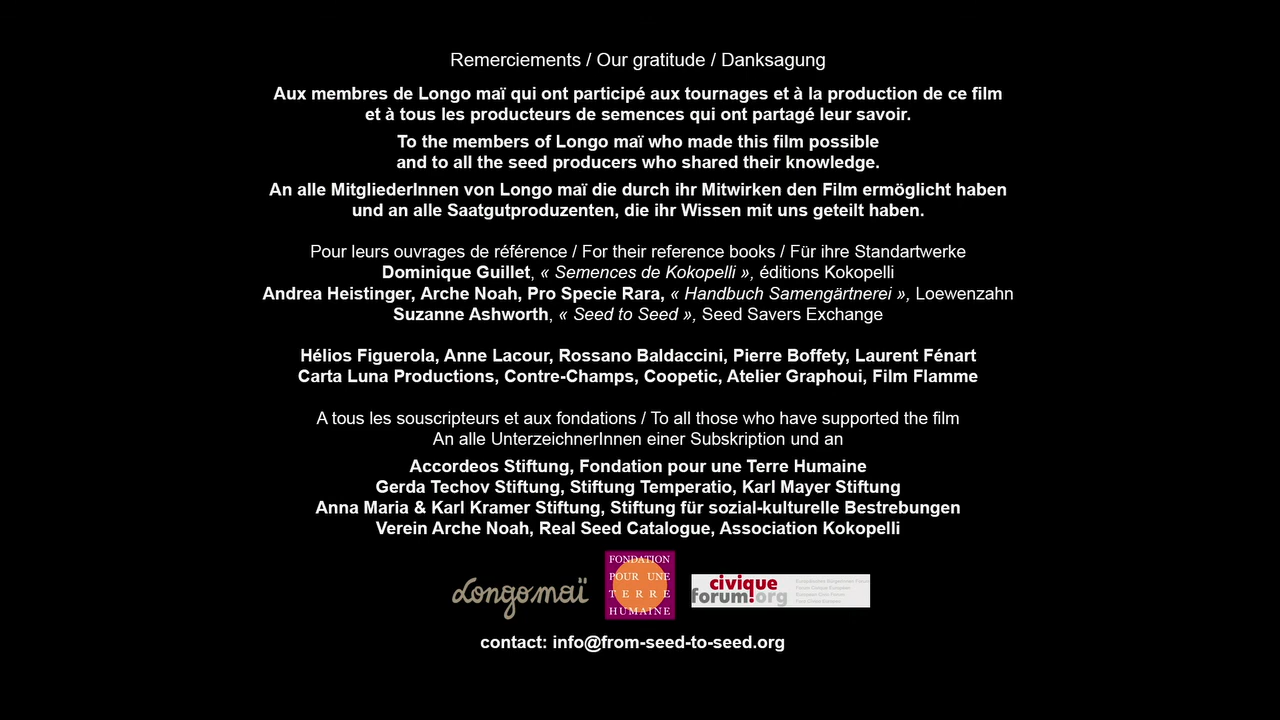 Remerciements / Our gratitude / Danksagung
Aux membres de Longo maï qui ont participé aux tournages et à la production de ce film
et à tous les producteurs de semences qui ont partagé leur savoir.
To the members of Longo maï who made this film possible
and to all the seed producers who shared their knowledge.
An alle MitgliederInnen von Longo maï die durch ihr Mitwirken den Film ermöglicht haben
und an alle Saatgutproduzenten, die ihr Wissen mit uns geteilt haben.
Pour leurs ouvrages de référence / For their reference books / Für ihre Standartwerke
Dominique Guillet, « Semences de Kokopelli », éditions Kokopelli
Andrea Heistinger, Arche Noah, Pro Specie Rara, « Handbuch Samengärtnerei », Loewenzahn
Suzanne Ashworth, « Seed to Seed », Seed Savers Exchange
Hélios Figuerola, Anne Lacour, Rossano Baldaccini, Pierre Boffety, Laurent Fénart
Carta Luna Productions, Contre-Champs, Coopetic, Atelier Graphoui, Film Flamme
A tous les souscripteurs et aux fondations / To all those who have supported the film
An alle UnterzeichnerInnen einer Subskription und an
Accordeos Stiftung, Fondation pour une Terre Humaine
Gerda Techov Stiftung, Stiftung Temperatio, Karl Mayer Stiftung
Anna Maria & Karl Kramer Stiftung, Stiftung für sozial-kulturelle Bestrebungen
Verein Arche Noah, Real Seed Catalogue, Association Kokopelli
Longo maï
FONDATION
POUR UNE
TERRE
HUMAINE
civique
forum.org
contact: info@from-seed-to-seed.org